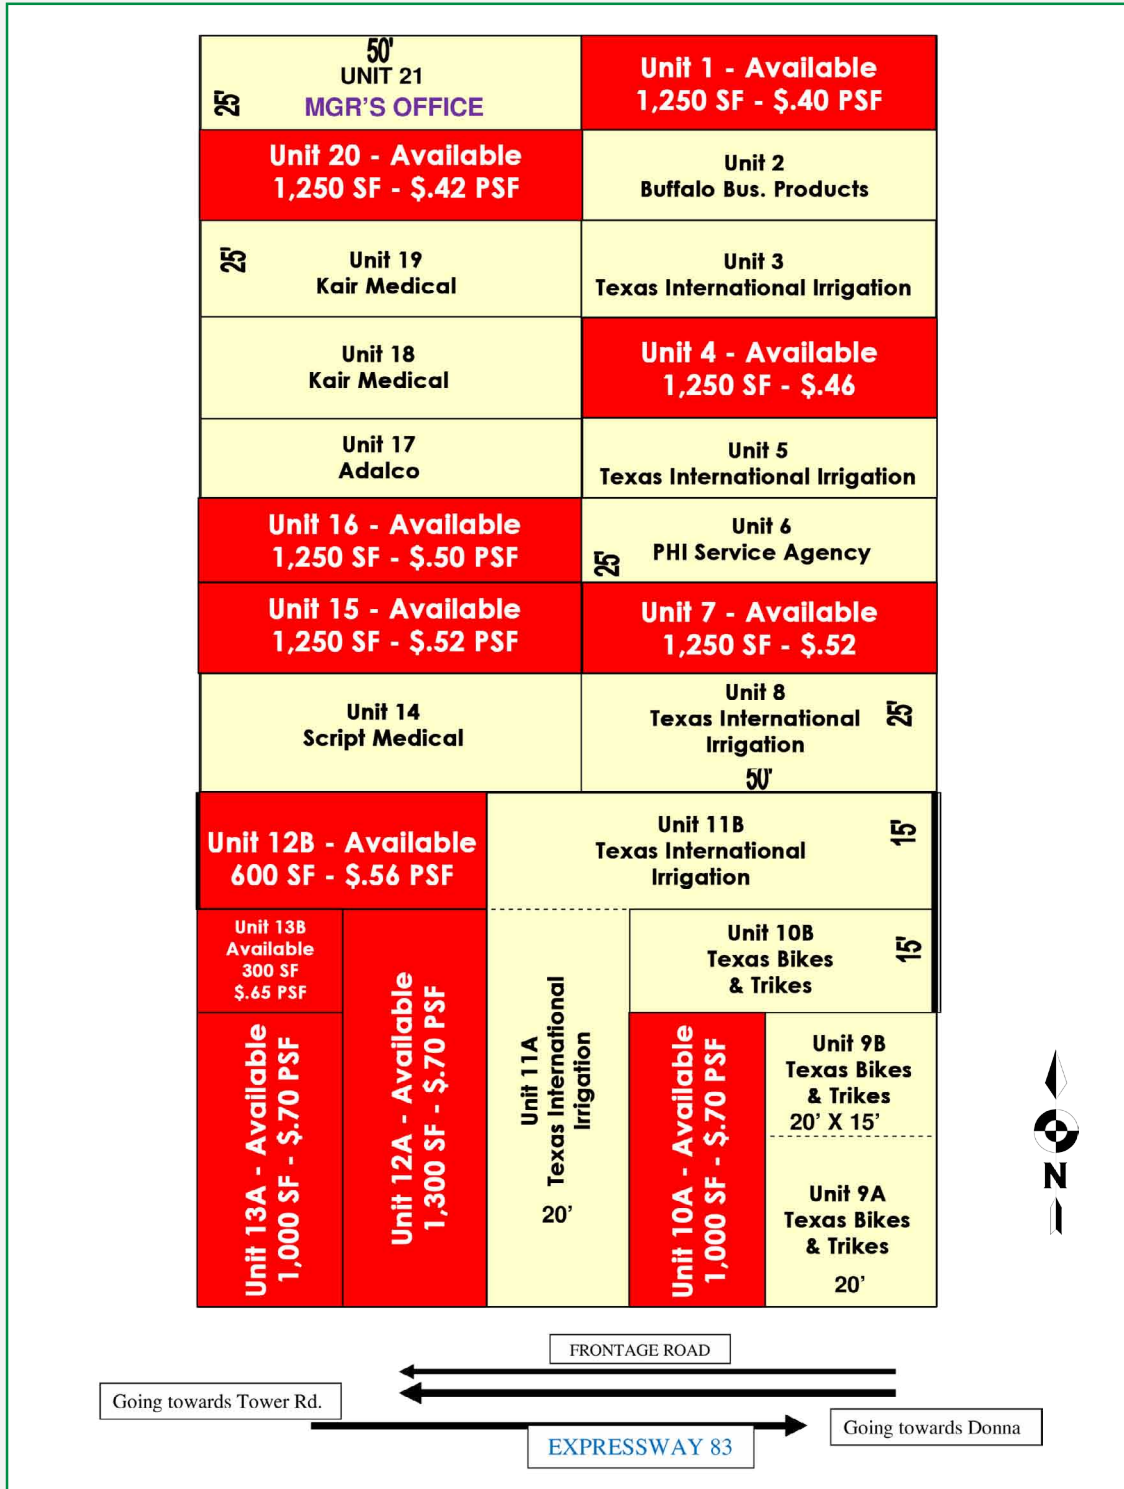 50'
25'
UNIT 21
MGR'S OFFICE
Unit 1 - Available
1,250 SF - $.40 PSF
Unit 20 - Available
1,250 SF - $.42 PSF
Unit 2
Buffalo Bus. Products
25'
Unit 19
Kair Medical
Unit 3
Texas International Irrigation
Unit 18
Kair Medical
Unit 4 - Available
1,250 SF - $.46
Unit 17
Adalco
Unit 5
Texas International Irrigation
Unit 16 - Available
1,250 SF - $.50 PSF
Unit 6
PHI Service Agency
25'
Unit 15 - Available
1,250 SF - $.52 PSF
Unit 7 - Available
1,250 SF - $.52
Unit 14
Script Medical
Unit 8
Texas International
Irrigation
25'
50'
Unit 12B - Available
600 SF - $.56 PSF
Unit 11B
Texas International
Irrigation
15'
Unit 13B
Available
300 SF
$.65 PSF
Unit 10B
Texas Bikes
& Trikes
15'
Unit 13A - Available
1,000 SF - $.70 PSF
Unit 12A - Available
1,300 SF - $.70 PSF
Unit 11A
Texas International
Irrigation
20'
Unit 10A - Available
1,000 SF - $.70 PSF
Unit 9B
Texas Bikes
& Trikes
20' X 15'
Unit 9A
Texas Bikes
& Trikes
20'
N
FRONTAGE ROAD
Going towards Tower Rd.
Going towards Donna
EXPRESSWAY 83